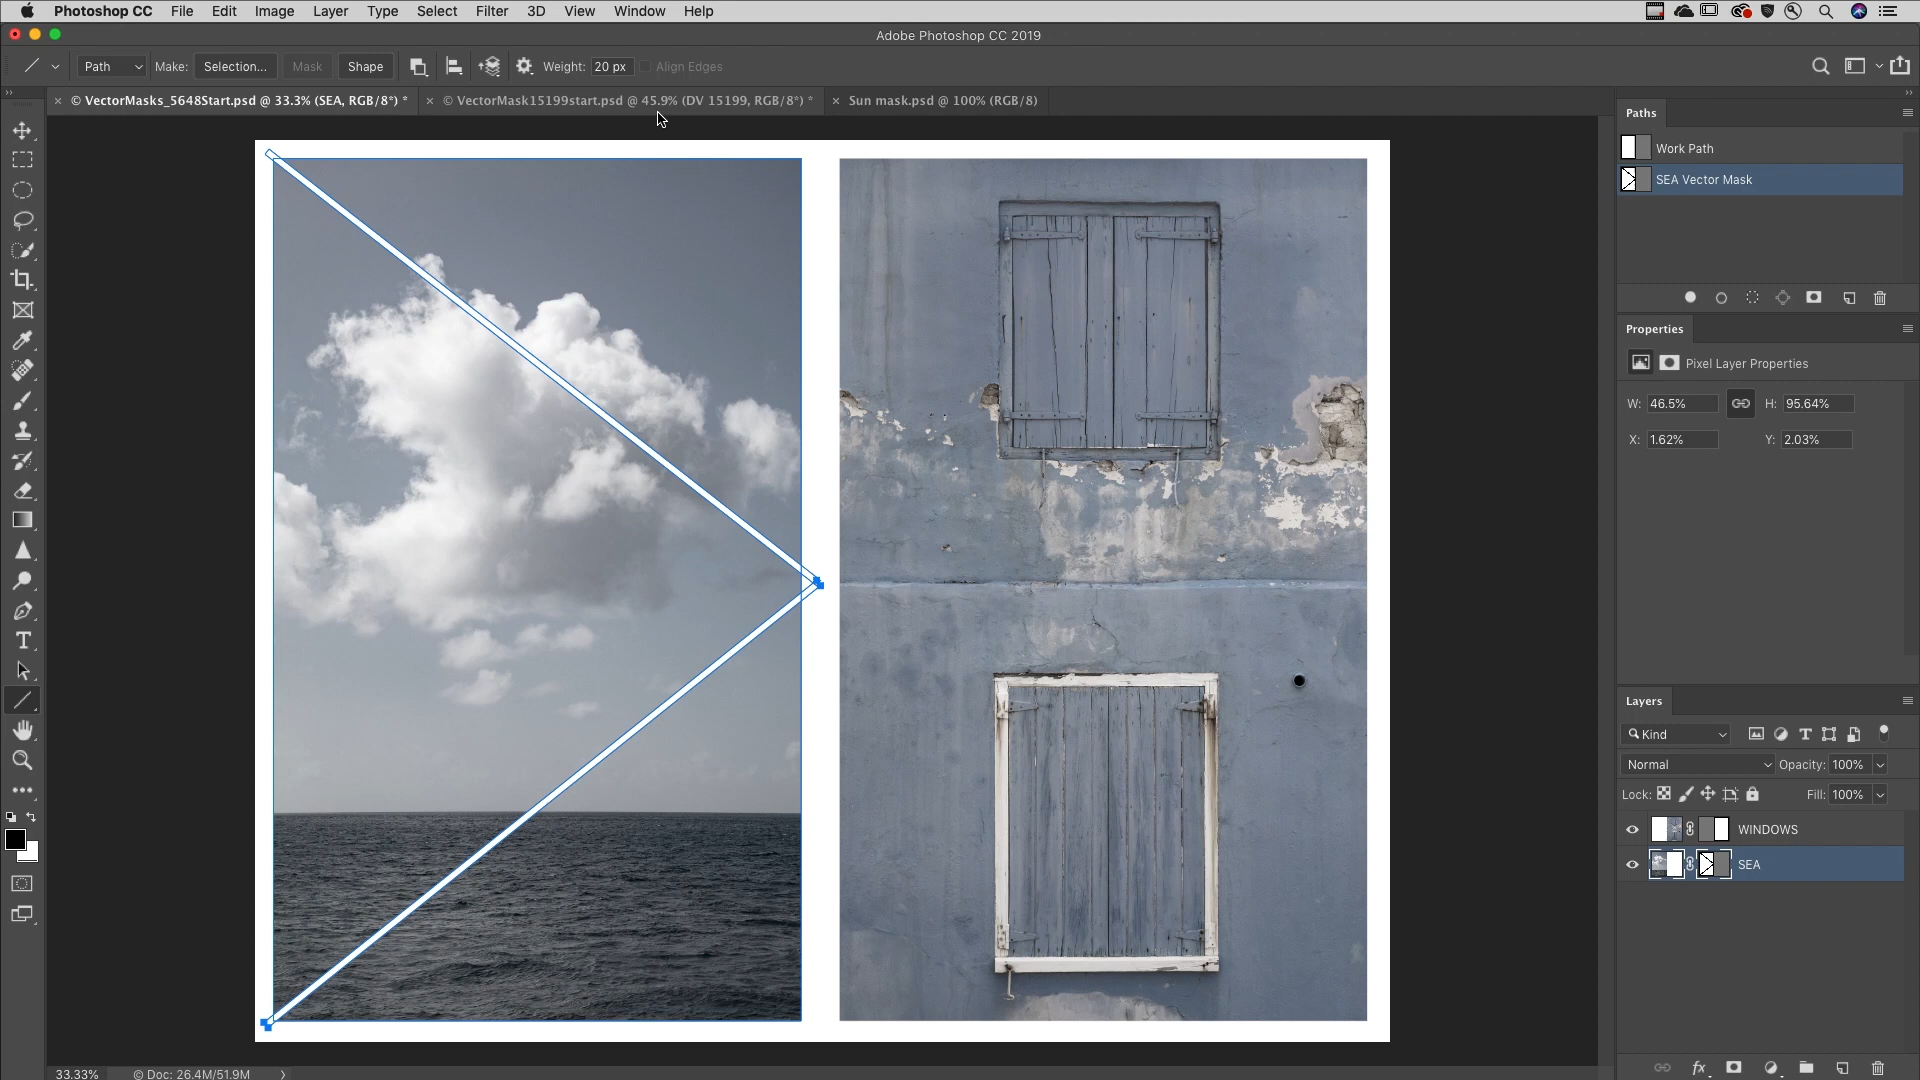 Photoshop CC File Edit Image Layer Type Select Filter 3D View Window Help
Adobe Photoshop CC 2019
Path Make: Selection... Mask Shape Weight: 20 px Align Edges
© VectorMasks_5648Start.psd @ 33.3% (SEA, RGB/8*) *
© VectorMask15199start.psd @ 45.9% (DV 15199, RGB/8*) *
Sun mask.psd @ 100% (RGB/8)
Paths
Work Path
SEA Vector Mask
Properties
Pixel Layer Properties
W: 46.5% H: 95.64%
X: 1.62% Y: 2.03%
Layers
Kind
Normal Opacity: 100%
Lock: Fill: 100%
WINDOWS
SEA
33.33% © Doc: 26.4M/51.9M